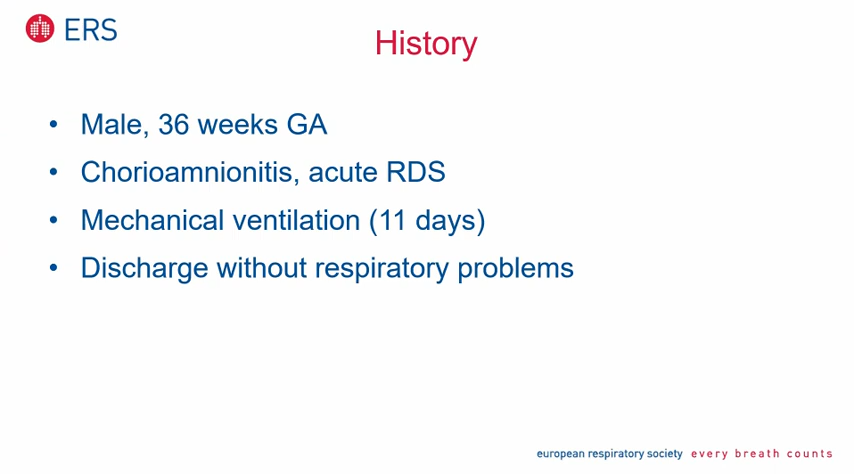 ERS
History
• Male, 36 weeks GA
• Chorioamnionitis, acute RDS
• Mechanical ventilation (11 days)
• Discharge without respiratory problems
european respiratory society every breath counts